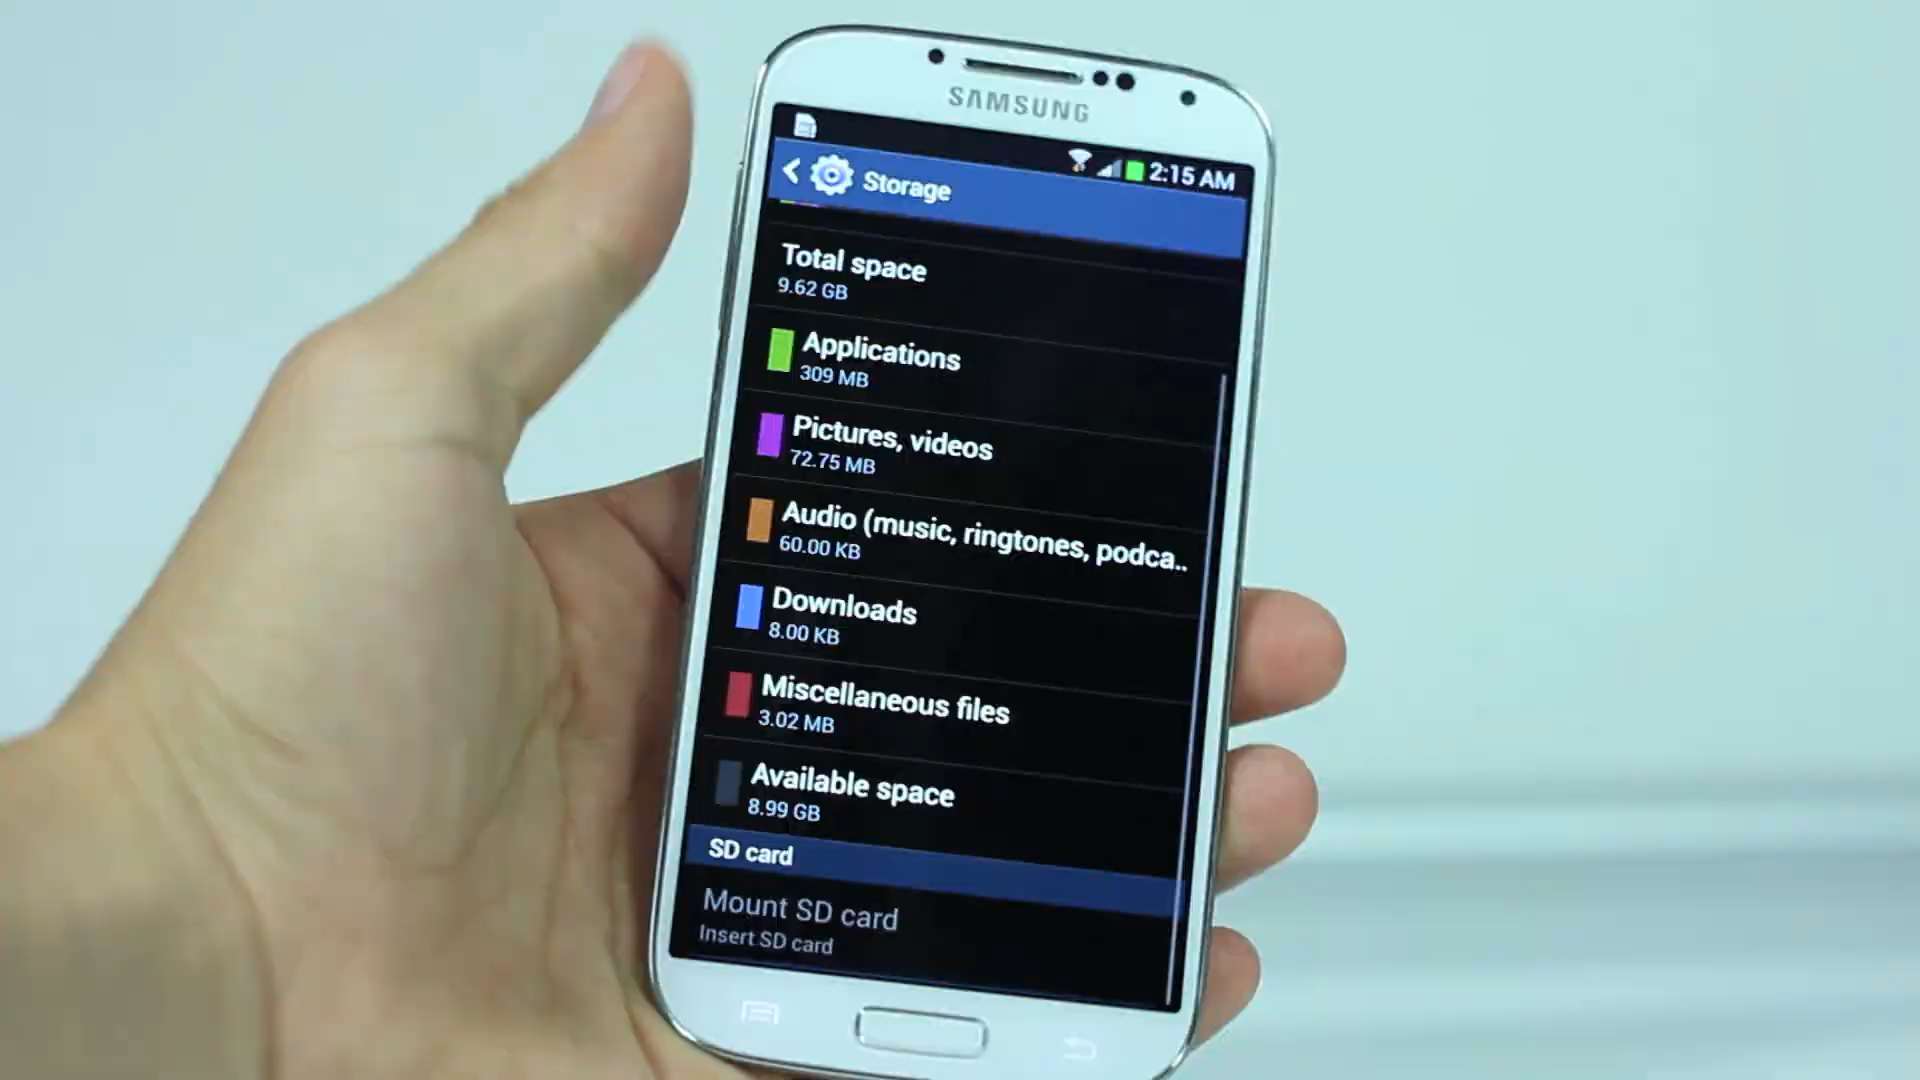 SAMSUNG
2:15 AM
Storage
Total space
9.62 GB
Applications
309 MB
Pictures, videos
72.75 MB
Audio (music, ringtones, podca..
60.00 KB
Downloads
8.00 KB
Miscellaneous files
3.02 MB
Available space
8.99 GB
SD card
Mount SD card
Insert SD card